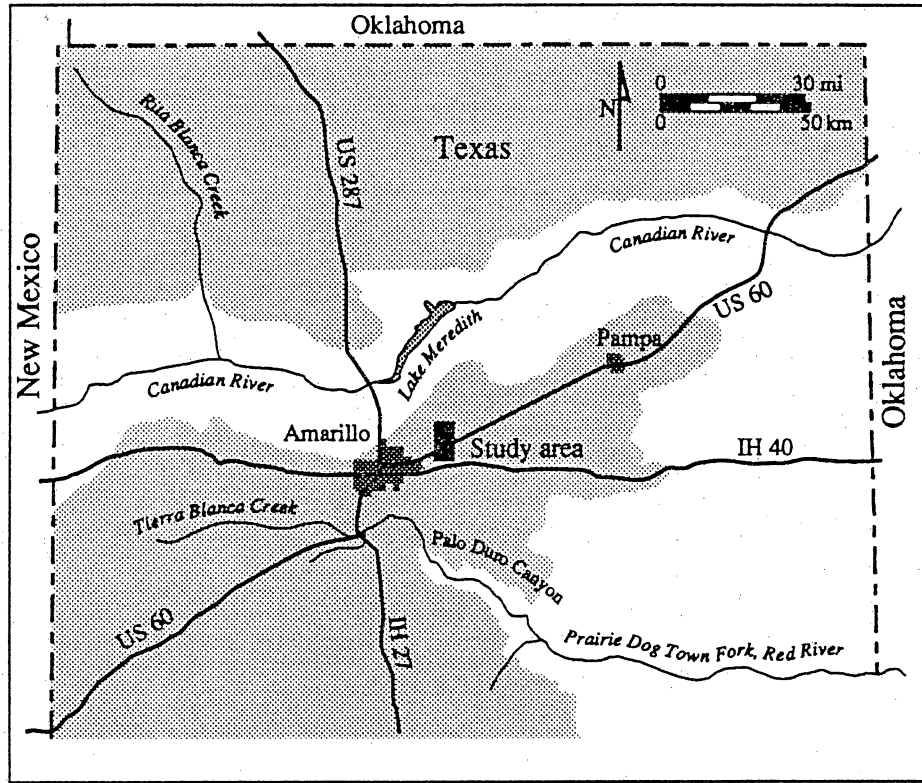 Oklahoma
Rita Blanca Creek
US 287
Texas
N
0 30 mi
0 50 km
New Mexico
Canadian River
US 60
Oklahoma
Lake Meredith
Pampa
Canadian River
Amarillo
Study area
IH 40
Tierra Blanca Creek
Palo Duro Canyon
US 60
IH 27
Prairie Dog Town Fork, Red River